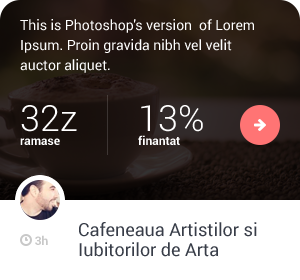 This is Photoshop's version of Lorem
Ipsum. Proin gravida nibh vel velit
auctor aliquet.
32z 13%
ramase finantat
3h
Cafeneaua Artistilor si
Iubitorilor de Arta